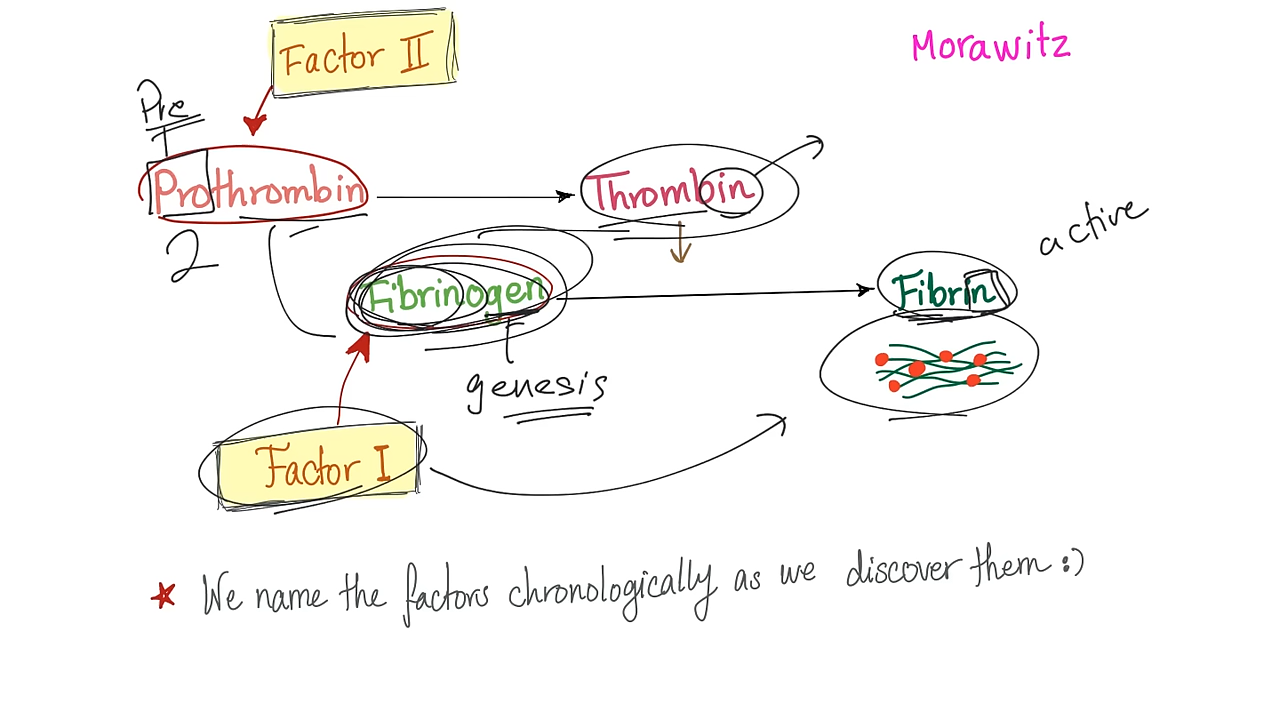 Factor II
Morawitz
Pre
Prothrombin
Thrombin
2
active
Fibrinogen
Fibrin
genesis
Factor I
We name the factors chronologically as we discover them :)